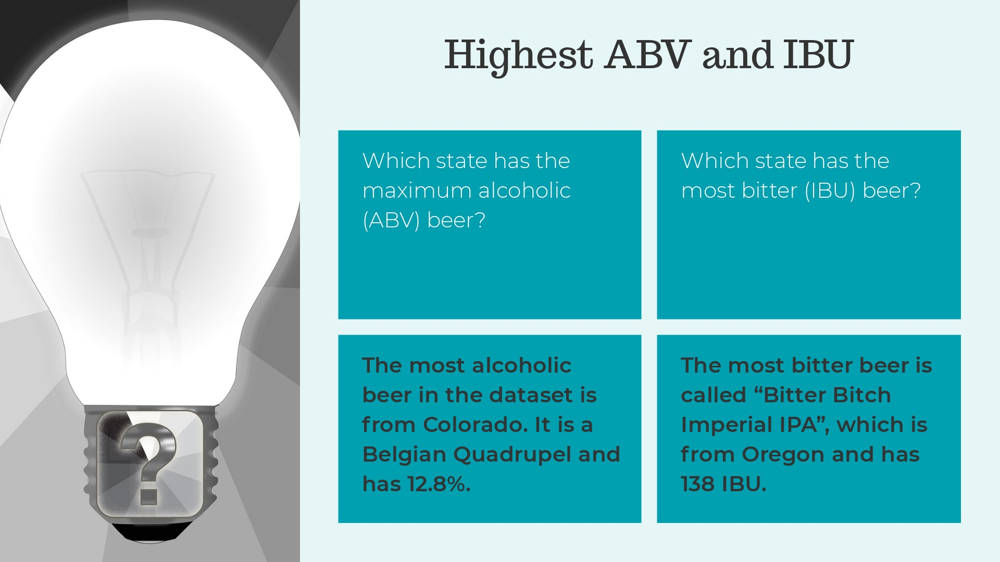 Highest ABV and IBU
Which state has the
maximum alcoholic
(ABV) beer?
Which state has the
most bitter (IBU) beer?
The most alcoholic
beer in the dataset is
from Colorado. It is a
Belgian Quadrupel and
has 12.8%.
The most bitter beer is
called “Bitter Bitch
Imperial IPA”, which is
from Oregon and has
138 IBU.
?